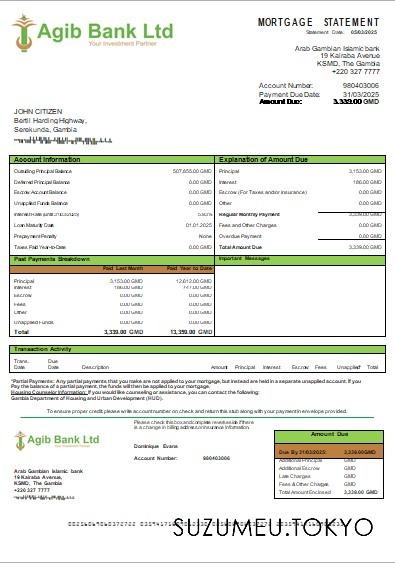 Agib Bank Ltd
Your Investment Partner
MORTGAGE STATEMENT
Statement Date: 05/03/2025
Arab Gambian Islamic bank
19 Kairaba Avenue
KSMD, The Gambia
+220 327 7777
Account Number: 980403006
Payment Due Date: 31/03/2025
Amount Due: 3,339.00 GMD
JOHN CITIZEN
Bertil Harding Highway,
Serekunda, Gambia
Account Information
Outstanding Principal Balance 507,655.00 GMD
Deferred Principal Balance 0.00 GMD
Escrow Account Balance 0.00 GMD
Unapplied Funds Balance 0.00 GMD
Interest Rate
Loan Maturity Date 01.01.2025
Prepayment Penalty None
Taxes Paid Year-to-Date 0.00 GMD
Explanation of Amount Due
Principal 3,153.00 GMD
Interest 186.00 GMD
Escrow (For Taxes and/or Insurance) 0.00 GMD
Other 0.00 GMD
Regular Monthly Payment 3,339.00 GMD
Fees and Other Charges 0.00 GMD
Overdue Payment 0.00 GMD
Total Amount Due 3,339.00 GMD
Past Payments Breakdown
Paid Last Month Paid Year to Date
Principal 3,153.00 GMD 12,612.00 GMD
Interest 186.00 GMD 747.00 GMD
Escrow 0.00 GMD 0.00 GMD
Fees 0.00 GMD 0.00 GMD
Other 0.00 GMD 0.00 GMD
Unapplied Funds 0.00 GMD 0.00 GMD
Total 3,339.00 GMD 13,359.00 GMD
Important Messages
Transaction Activity
Trans. Date Due Date Description Amount Principal Interest Escrow Fees Unapplied* Total
*Partial Payments: Any partial payments that you make are not applied to your mortgage, but instead are held in a separate unapplied account. If you
Pay the balance of a partial payment, the funds will then be applied to your mortgage.
Housing Counselor Information: If you would like counseling or assistance, you can contact the following:
Gambia Department of Housing and Urban Development (HUD).
To ensure proper credit please write account number on check and return this stub along with your payment in envelope provided.
Agib Bank Ltd
Your Investment Partner
Please check this box and complete reverse side if there
is a change in billing address or insurance information.
Dominique Evans
Account Number: 980403006
Arab Gambian Islamic bank
19 Kairaba Avenue,
KSMD, The Gambia
+220 327 7777
Amount Due
Due By 31/03/2025 3,339.00GMD
Additional Principal GMD
Additional Escrow GMD
Late Charges GMD
Fees & Other Charges GMD
Total Amount Enclosed 3,339.00 GMD
SUZUMEU.TOKYO